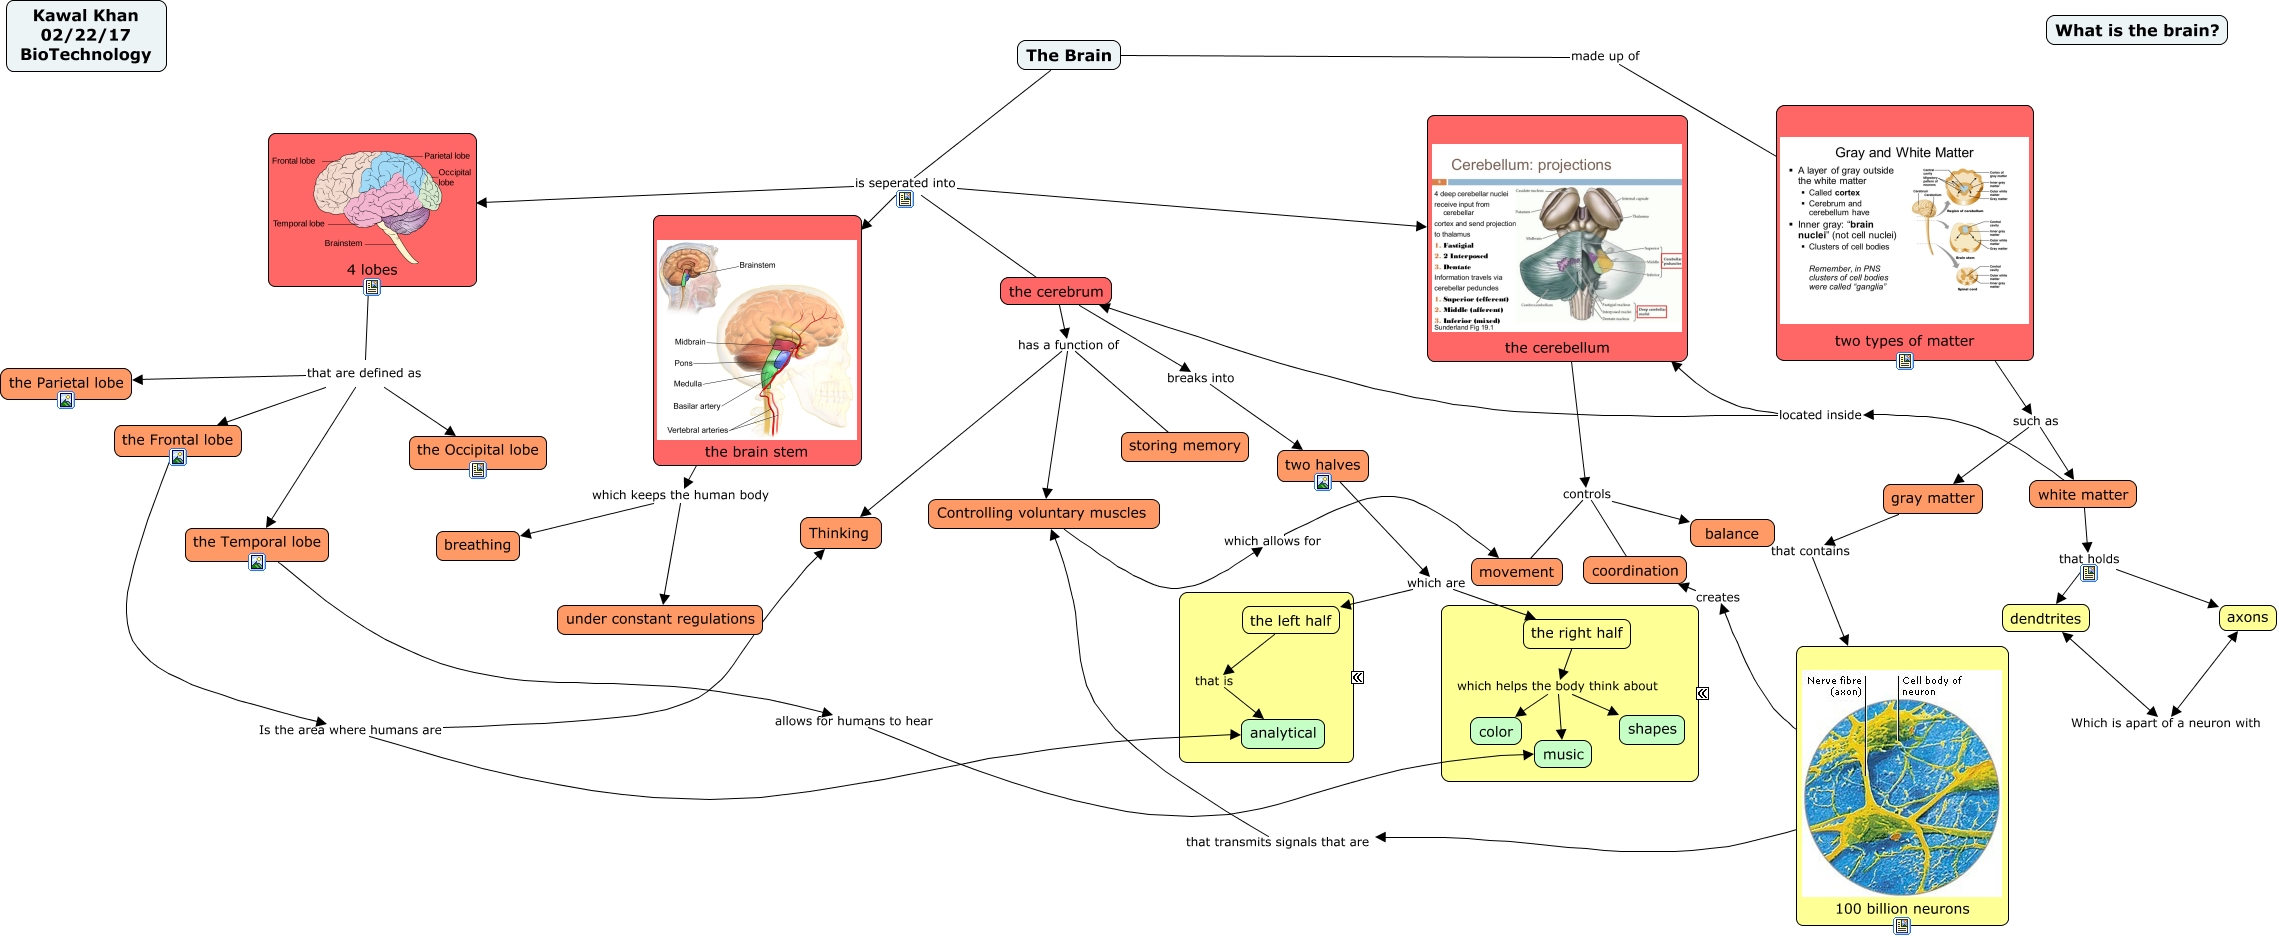 Kawal Khan
02/22/17
BioTechnology
The Brain
made up of
What is the brain?
is seperated into
Frontal lobe
Parietal lobe
Occipital
lobe
Temporal lobe
Brainstem
4 lobes
that are defined as
the Parietal lobe
the Frontal lobe
the Occipital lobe
the Temporal lobe
Brainstem
Midbrain
Pons
Medulla
Basilar artery
Vertebral arteries
the brain stem
which keeps the human body
breathing
under constant regulations
the cerebrum
has a function of
breaks into
storing memory
two halves
Thinking
Controlling voluntary muscles
which allows for
Cerebellum: projections
4 deep cerebellar nuclei
receive input from
cerebellar
cortex and send projection
to thalamus
1. Fastigial
2. 2 Interposed
3. Dentate
Information travels via
cerebellar peduncles
1. Superior (efferent)
2. Middle (afferent)
3. Inferior (mixed)
Sunderland Fig 19.1
the cerebellum
controls
movement
coordination
balance
creates
Gray and White Matter
▪ A layer of gray outside
the white matter
▪ Called cortex
▪ Cerebrum and
cerebellum have
▪ Inner gray: "brain
nuclei" (not cell nuclei)
▪ Clusters of cell bodies
Remember, in PNS
clusters of cell bodies
were called "ganglia"
Region of cerebellum
Brain stem
Spinal cord
two types of matter
located inside
such as
gray matter
white matter
that contains
that holds
dendtrites
axons
Which is apart of a neuron with
which are
the left half
that is
analytical
the right half
which helps the body think about
color
music
shapes
Is the area where humans are
allows for humans to hear
that transmits signals that are
Nerve fibre
(axon)
Cell body of
neuron
100 billion neurons